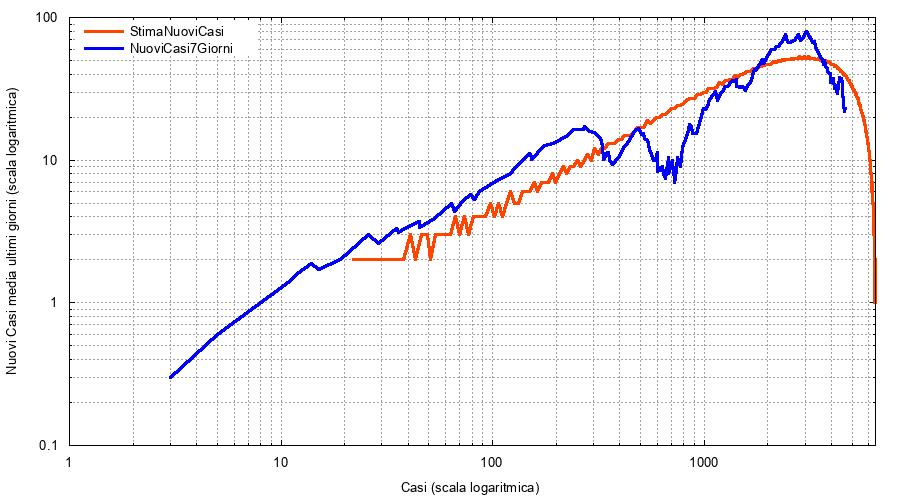 StimaNuoviCasi
NuoviCasi7Giorni
Nuovi Casi media ultimi giorni (scala logaritmica)
100
10
1
0.1
1 10 100 1000
Casi (scala logaritmica)